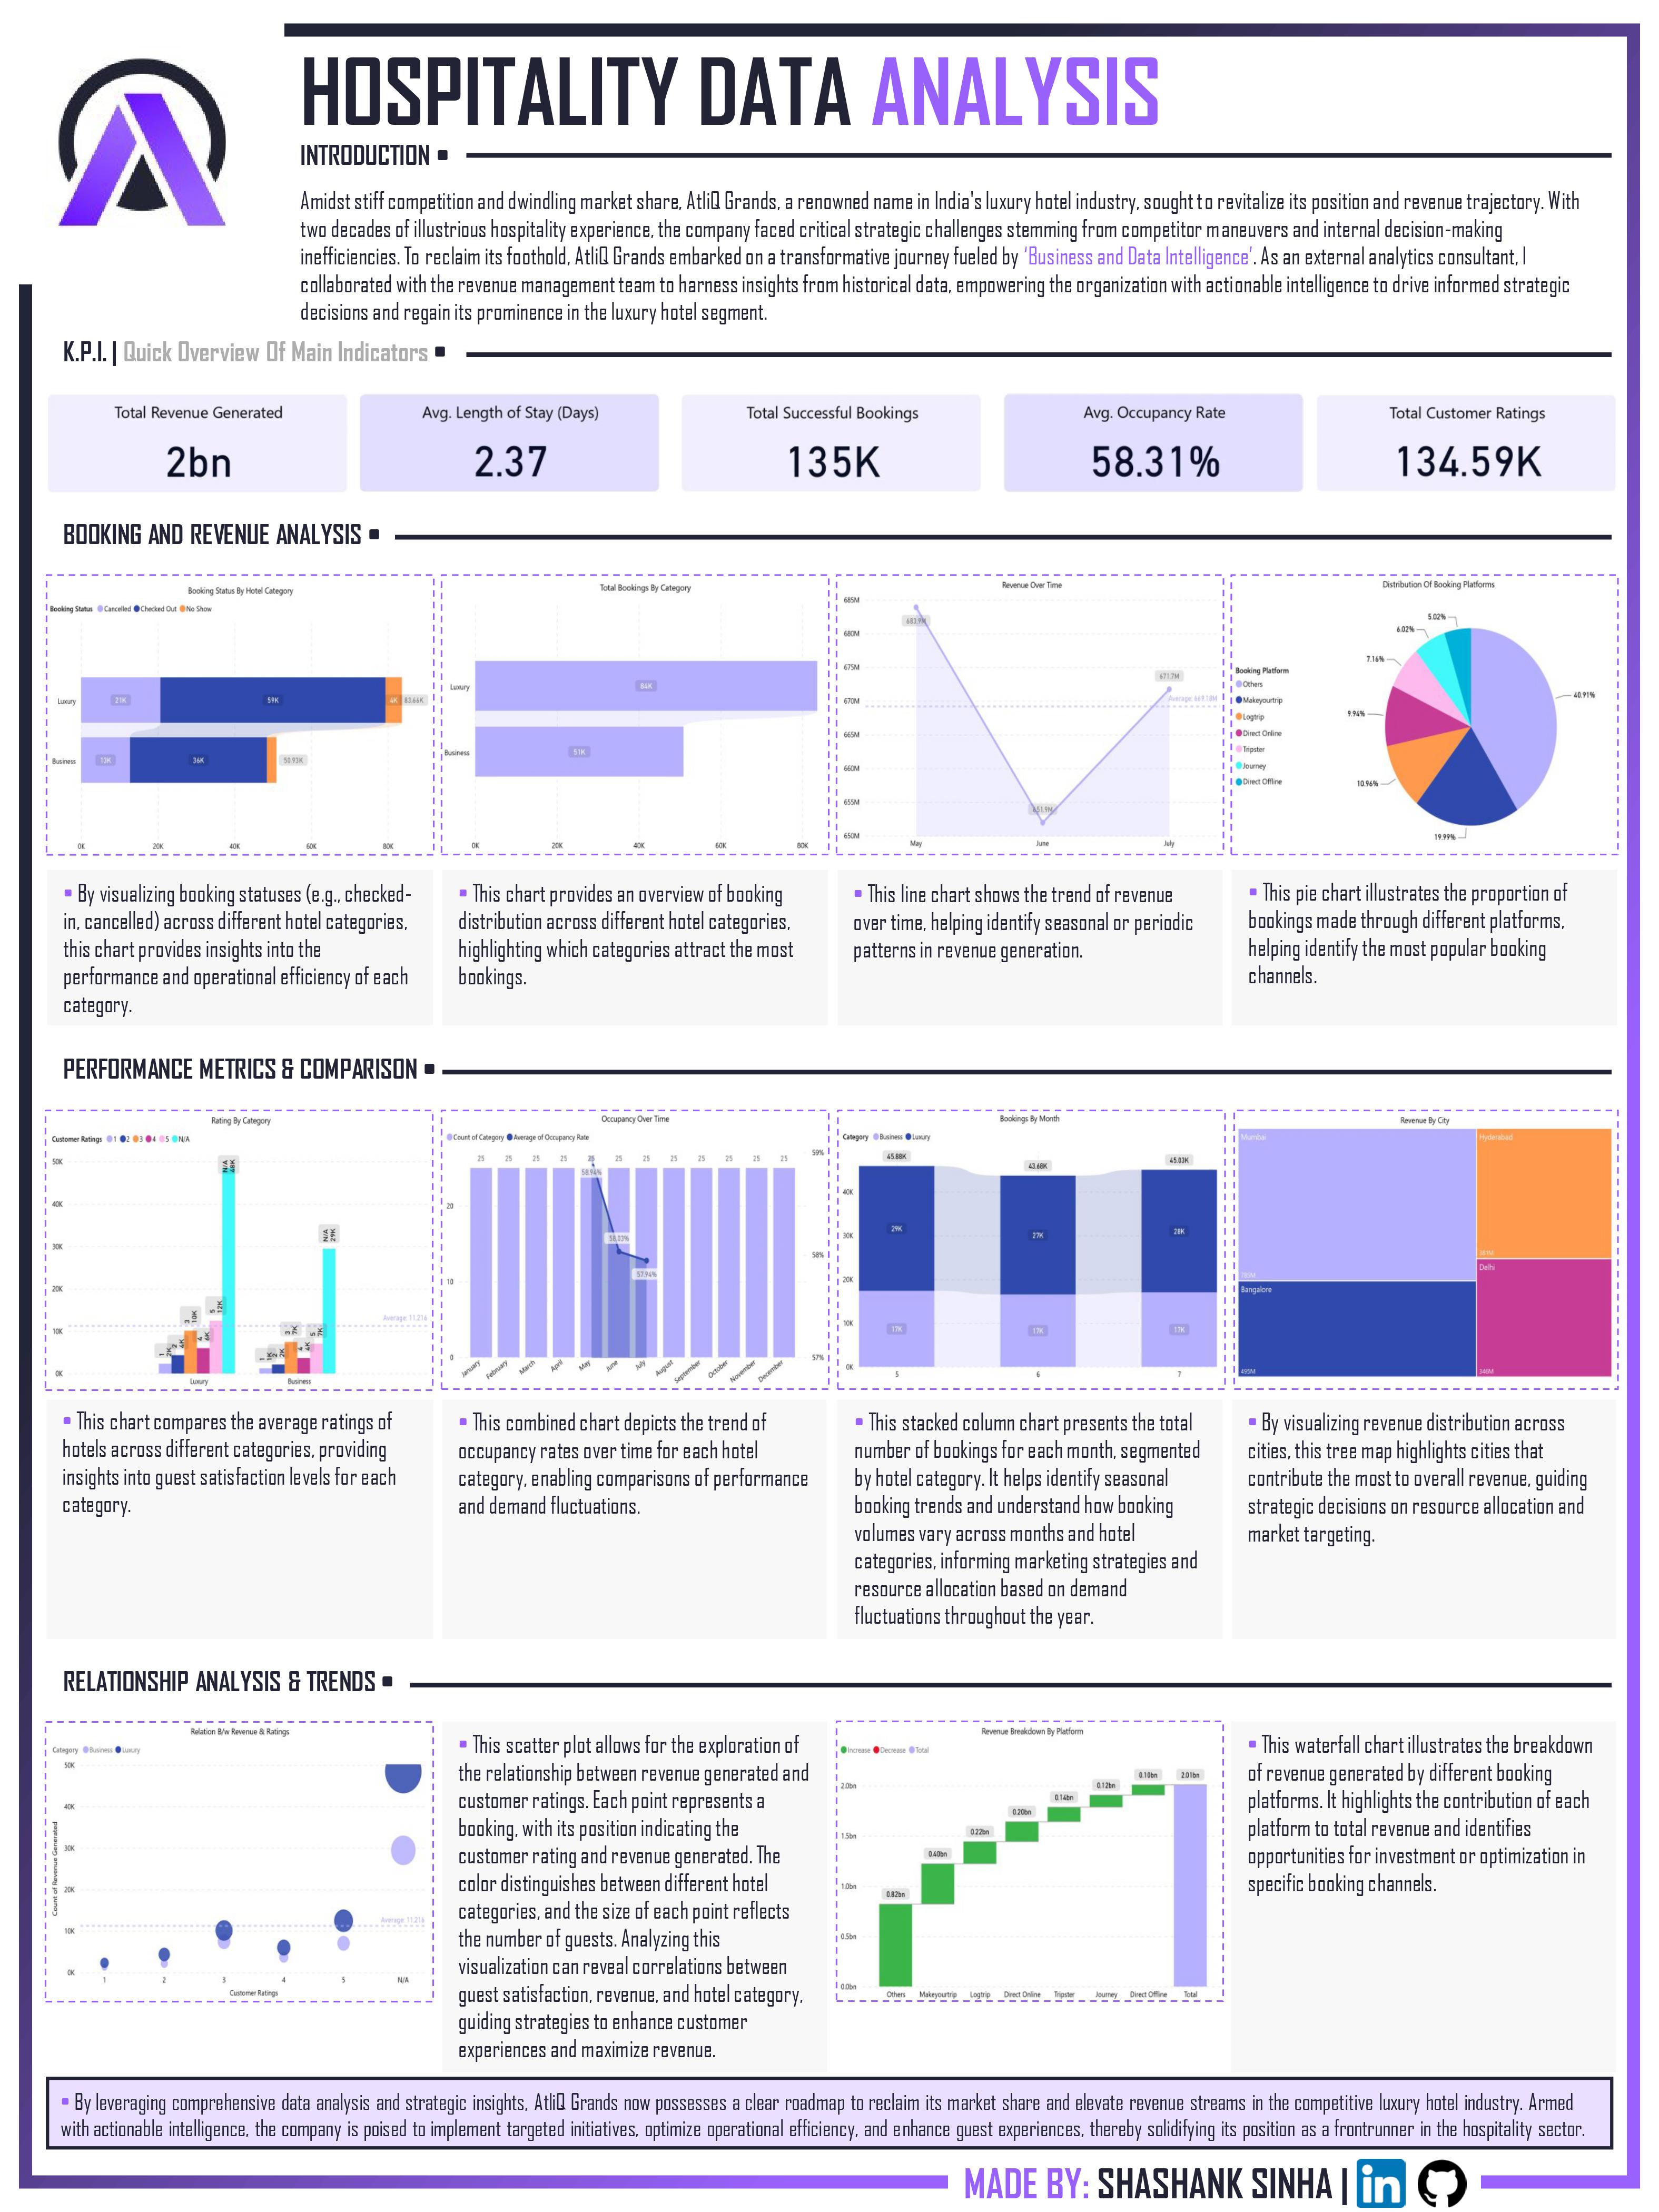 HOSPITALITY DATA ANALYSIS
INTRODUCTION
Amidst stiff competition and dwindling market share, AtliQ Grands, a renowned name in India's luxury hotel industry, sought to revitalize its position and revenue trajectory. With
two decades of illustrious hospitality experience, the company faced critical strategic challenges stemming from competitor maneuvers and internal decision-making
inefficiencies. To reclaim its foothold, AtliQ Grands embarked on a transformative journey fueled by 'Business and Data Intelligence'. As an external analytics consultant, I
collaborated with the revenue management team to harness insights from historical data, empowering the organization with actionable intelligence to drive informed strategic
decisions and regain its prominence in the luxury hotel segment.
K.P.I. | Quick Overview Of Main Indicators
Total Revenue Generated
2bn
Avg. Length of Stay (Days)
2.37
Total Successful Bookings
135K
Avg. Occupancy Rate
58.31%
Total Customer Ratings
134.59K
BOOKING AND REVENUE ANALYSIS
Booking Status By Hotel Category
Booking Status Cancelled Checked Out No Show
Luxury 21K 59K 4K 83.66K
Business 13K 36K 50.93K
0K 20K 40K 60K 80K
Total Bookings By Category
Luxury 84K
Business 51K
0K 20K 40K 60K 80K
Revenue Over Time
685M
683.9M
680M
675M
671.7M
670M
Average: 669.18M
665M
660M
655M
651.9M
650M
May June July
Distribution Of Booking Platforms
Booking Platform
Others
Makeyourtrip
Logtrip
Direct Online
Tripster
Journey
Direct Offline
5.02%
6.02%
7.16%
40.91%
9.94%
10.96%
19.99%
By visualizing booking statuses (e.g., checked-
in, cancelled) across different hotel categories,
this chart provides insights into the
performance and operational efficiency of each
category.
This chart provides an overview of booking
distribution across different hotel categories,
highlighting which categories attract the most
bookings.
This line chart shows the trend of revenue
over time, helping identify seasonal or periodic
patterns in revenue generation.
This pie chart illustrates the proportion of
bookings made through different platforms,
helping identify the most popular booking
channels.
PERFORMANCE METRICS & COMPARISON
Rating By Category
Customer Ratings 1 2 3 4 5 N/A
50K
40K
30K
20K
10K
0K
1 2K
2 4K
3 10K
4 6K
5 12K
N/A 48K
1 1K
2 2K
3 7K
4 4K
5 7K
N/A 29K
Average: 11,216
Luxury Business
Occupancy Over Time
Count of Category Average of Occupancy Rate
25 25 25 25 25 25 25 25 25 25 25 25
59%
58.94%
20
58.03%
58%
57.94%
10
0
57%
January February March April May June July August September October November December
Bookings By Month
Category Business Luxury
45.88K 43.68K 45.03K
40K
30K
20K
10K
0K
29K 27K 28K
17K 17K 17K
5 6 7
Revenue By City
Mumbai
Hyderabad
381M
Bangalore
495M
Delhi
This chart compares the average ratings of
hotels across different categories, providing
insights into guest satisfaction levels for each
category.
This combined chart depicts the trend of
occupancy rates over time for each hotel
category, enabling comparisons of performance
and demand fluctuations.
This stacked column chart presents the total
number of bookings for each month, segmented
by hotel category. It helps identify seasonal
booking trends and understand how booking
volumes vary across months and hotel
categories, informing marketing strategies and
resource allocation based on demand
fluctuations throughout the year.
By visualizing revenue distribution across
cities, this tree map highlights cities that
contribute the most to overall revenue, guiding
strategic decisions on resource allocation and
market targeting.
RELATIONSHIP ANALYSIS & TRENDS
Relation B/w Revenue & Ratings
Category Business Luxury
Count of Revenue Generated
50K
40K
30K
20K
10K
0K
Average: 11,216
1 2 3 4 5 N/A
Customer Ratings
This scatter plot allows for the exploration of
the relationship between revenue generated and
customer ratings. Each point represents a
booking, with its position indicating the
customer rating and revenue generated. The
color distinguishes between different hotel
categories, and the size of each point reflects
the number of guests. Analyzing this
visualization can reveal correlations between
guest satisfaction, revenue, and hotel category,
guiding strategies to enhance customer
experiences and maximize revenue.
Revenue Breakdown By Platform
Increase Decrease Total
2.0bn
1.5bn
1.0bn
0.5bn
0.0bn
0.82bn
0.40bn
0.22bn
0.20bn
0.14bn
0.12bn
0.10bn
2.01bn
Others Makeyourtrip Logtrip Direct Online Tripster Journey Direct Offline Total
This waterfall chart illustrates the breakdown
of revenue generated by different booking
platforms. It highlights the contribution of each
platform to total revenue and identifies
opportunities for investment or optimization in
specific booking channels.
By leveraging comprehensive data analysis and strategic insights, AtliQ Grands now possesses a clear roadmap to reclaim its market share and elevate revenue streams in the competitive luxury hotel industry. Armed
with actionable intelligence, the company is poised to implement targeted initiatives, optimize operational efficiency, and enhance guest experiences, thereby solidifying its position as a frontrunner in the hospitality sector.
MADE BY: SHASHANK SINHA | in